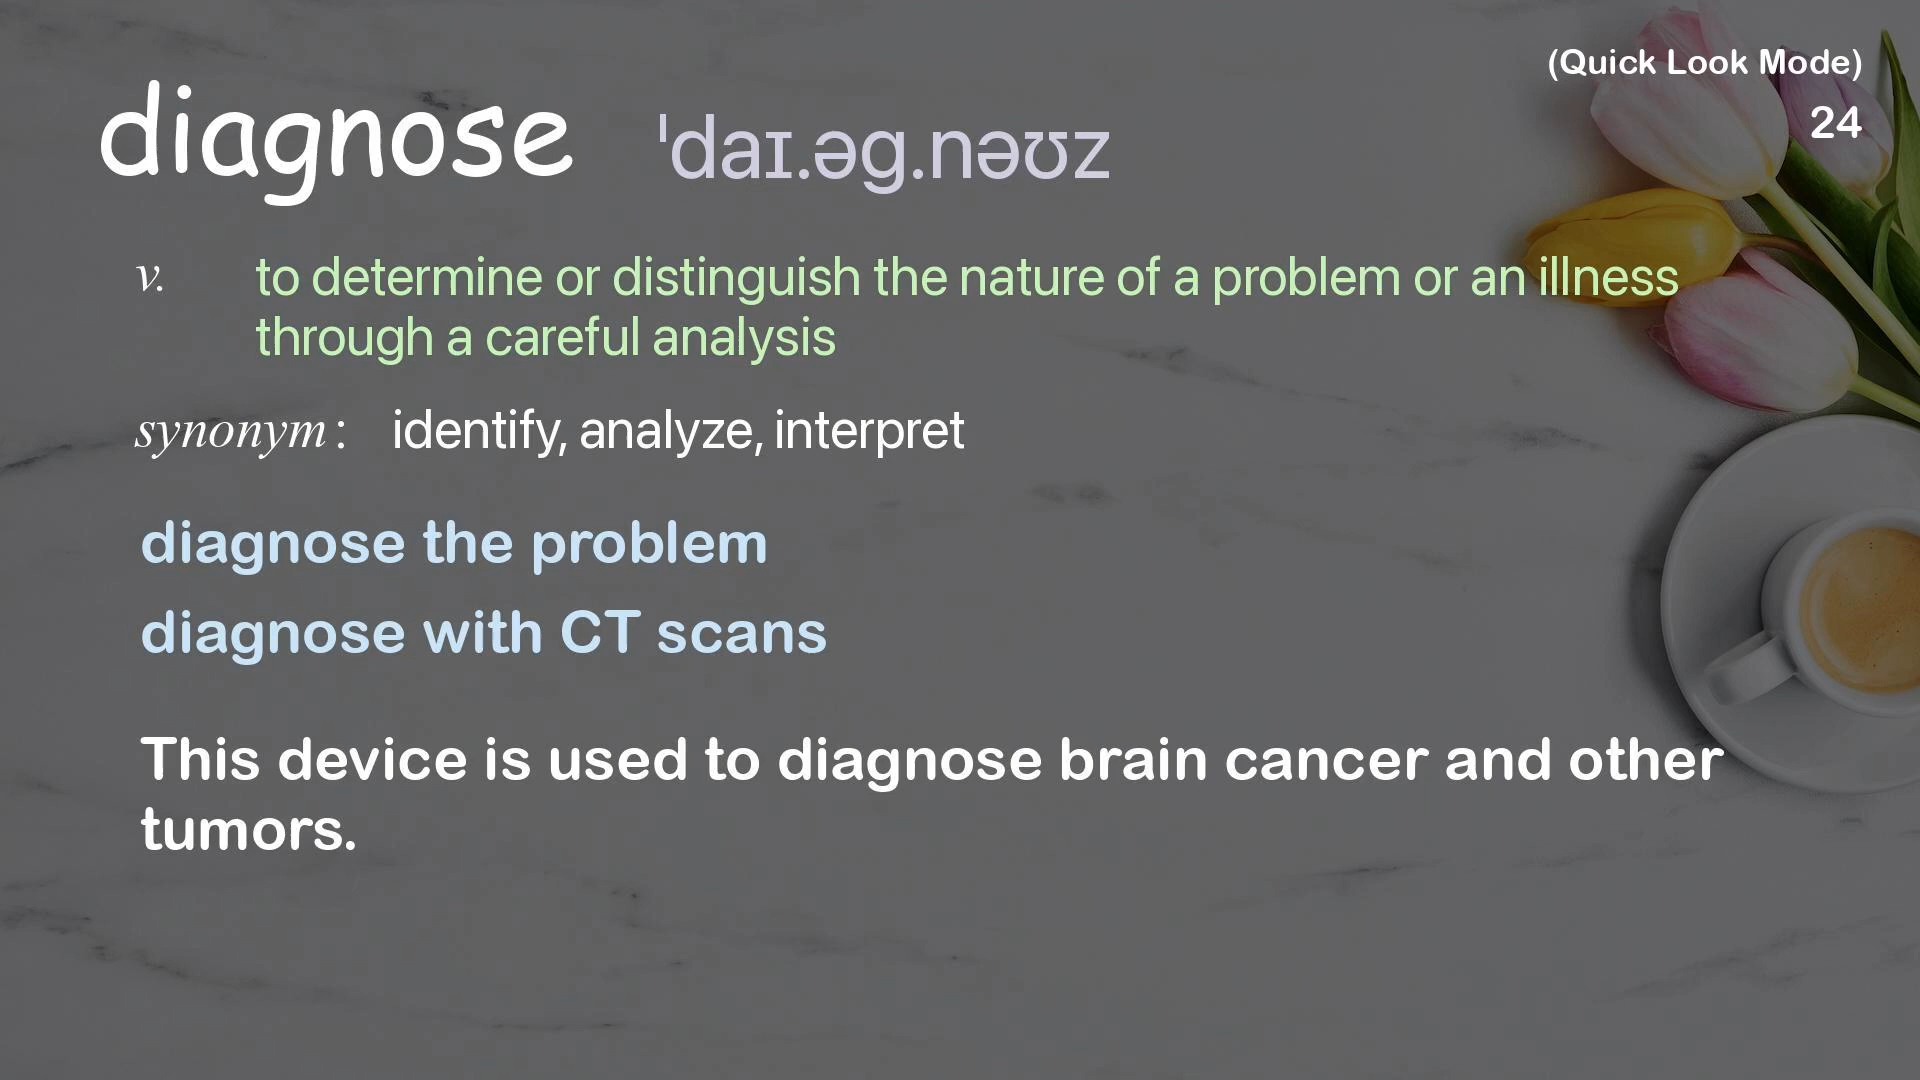 (Quick Look Mode)
24
diagnose ˈdaɪ.əg.nəʊz
v. to determine or distinguish the nature of a problem or an illness
through a careful analysis
synonym : identify, analyze, interpret
diagnose the problem
diagnose with CT scans
This device is used to diagnose brain cancer and other
tumors.